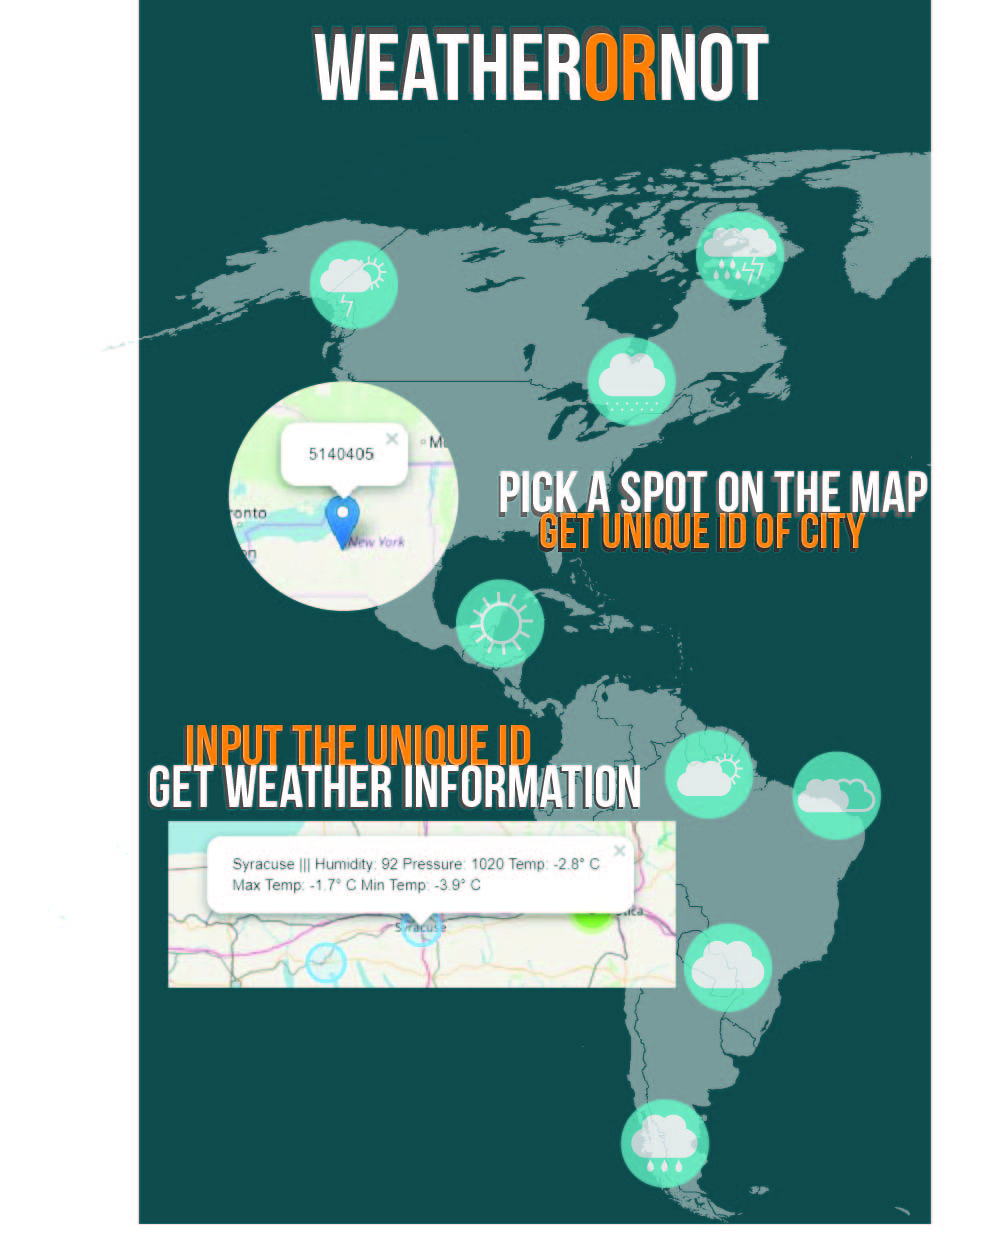 WEATHERORNOT
5140405
×
M
ronto
New York
on
PICK A SPOT ON THE MAP
GET UNIQUE ID OF CITY
INPUT THE UNIQUE ID
GET WEATHER INFORMATION
Syracuse ||| Humidity: 92 Pressure: 1020 Temp: -2.8° C ×
Max Temp: -1.7° C Min Temp: -3.9° C
Syracuse
tica